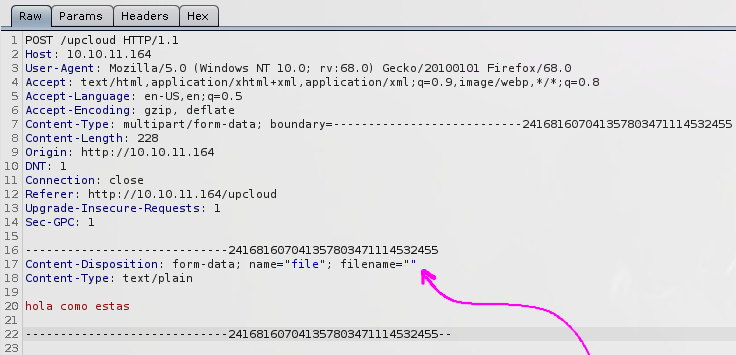 Raw Params Headers Hex
1 POST /upcloud HTTP/1.1
2 Host: 10.10.11.164
3 User-Agent: Mozilla/5.0 (Windows NT 10.0; rv:68.0) Gecko/20100101 Firefox/68.0
4 Accept: text/html,application/xhtml+xml,application/xml;q=0.9,image/webp,*/*;q=0.8
5 Accept-Language: en-US,en;q=0.5
6 Accept-Encoding: gzip, deflate
7 Content-Type: multipart/form-data; boundary=---------------------------2416816070413578034711114532455
8 Content-Length: 228
9 Origin: http://10.10.11.164
10 DNT: 1
11 Connection: close
12 Referer: http://10.10.11.164/upcloud
13 Upgrade-Insecure-Requests: 1
14 Sec-GPC: 1
15
16 -----------------------------2416816070413578034711114532455
17 Content-Disposition: form-data; name="file"; filename=""
18 Content-Type: text/plain
19
20 hola como estas
21
22 -----------------------------2416816070413578034711114532455--
23